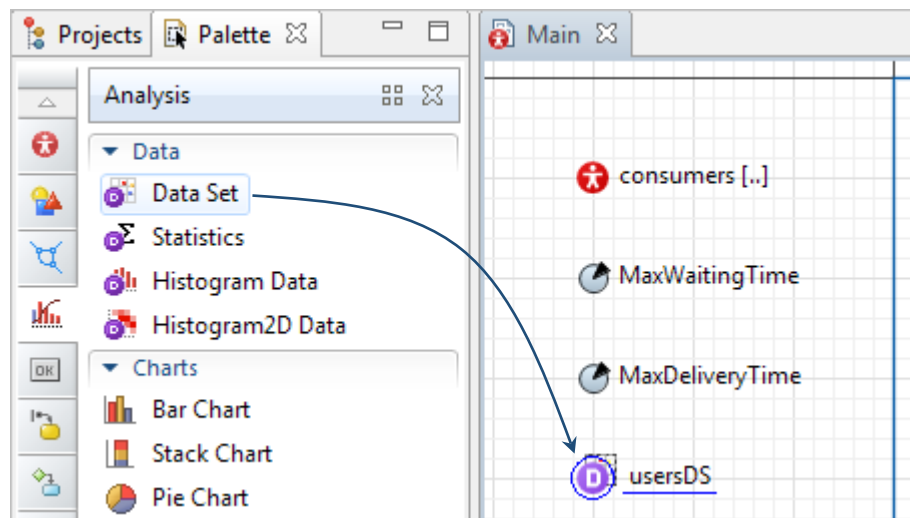 Projects
Palette
Main
Analysis
Data
Data Set
Statistics
Histogram Data
Histogram2D Data
Charts
Bar Chart
Stack Chart
Pie Chart
OK
consumers [..]
MaxWaitingTime
MaxDeliveryTime
D
usersDS